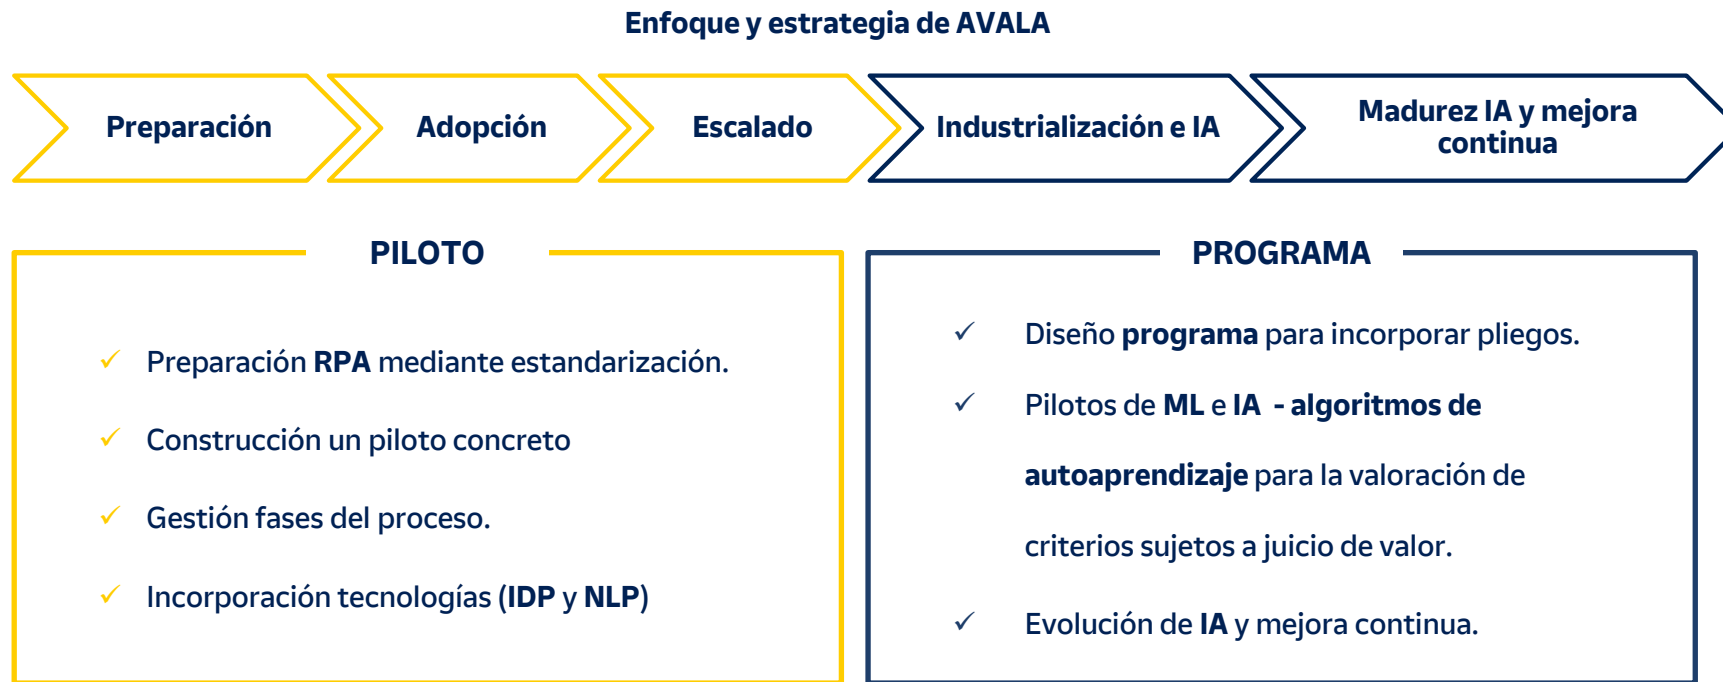 Enfoque y estrategia de AVALA
Preparación
Adopción
Escalado
Industrialización e IA
Madurez IA y mejora
continua
PILOTO
✓ Preparación RPA mediante estandarización.
✓ Construcción un piloto concreto
✓ Gestión fases del proceso.
✓ Incorporación tecnologías (IDP y NLP)
PROGRAMA
✓ Diseño programa para incorporar pliegos.
✓ Pilotos de ML e IA - algoritmos de
autoaprendizaje para la valoración de
criterios sujetos a juicio de valor.
✓ Evolución de IA y mejora continua.